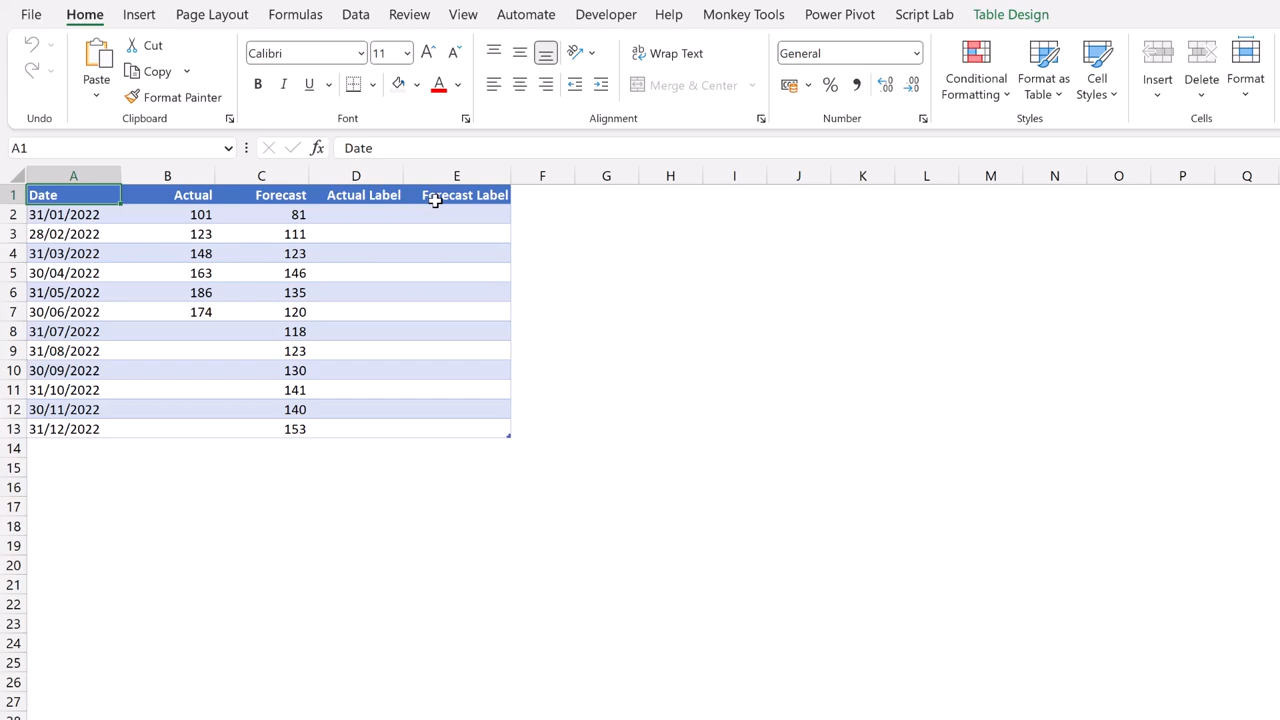 File Home Insert Page Layout Formulas Data Review View Automate Developer Help Monkey Tools Power Pivot Script Lab Table Design
Cut
Copy
Format Painter
Paste
Calibri 11
B I U A
Wrap Text
Merge & Center
General
% 
Conditional Formatting
Format as Table
Cell Styles
Insert Delete Format
Undo Clipboard Font Alignment Number Styles Cells
A1 fx Date
A B C D E F G H I J K L M N O P Q
1 Date Actual Forecast Actual Label Forecast Label
2 31/01/2022 101 81
3 28/02/2022 123 111
4 31/03/2022 148 123
5 30/04/2022 163 146
6 31/05/2022 186 135
7 30/06/2022 174 120
8 31/07/2022 118
9 31/08/2022 123
10 30/09/2022 130
11 31/10/2022 141
12 30/11/2022 140
13 31/12/2022 153
14
15
16
17
18
19
20
21
22
23
24
25
26
27